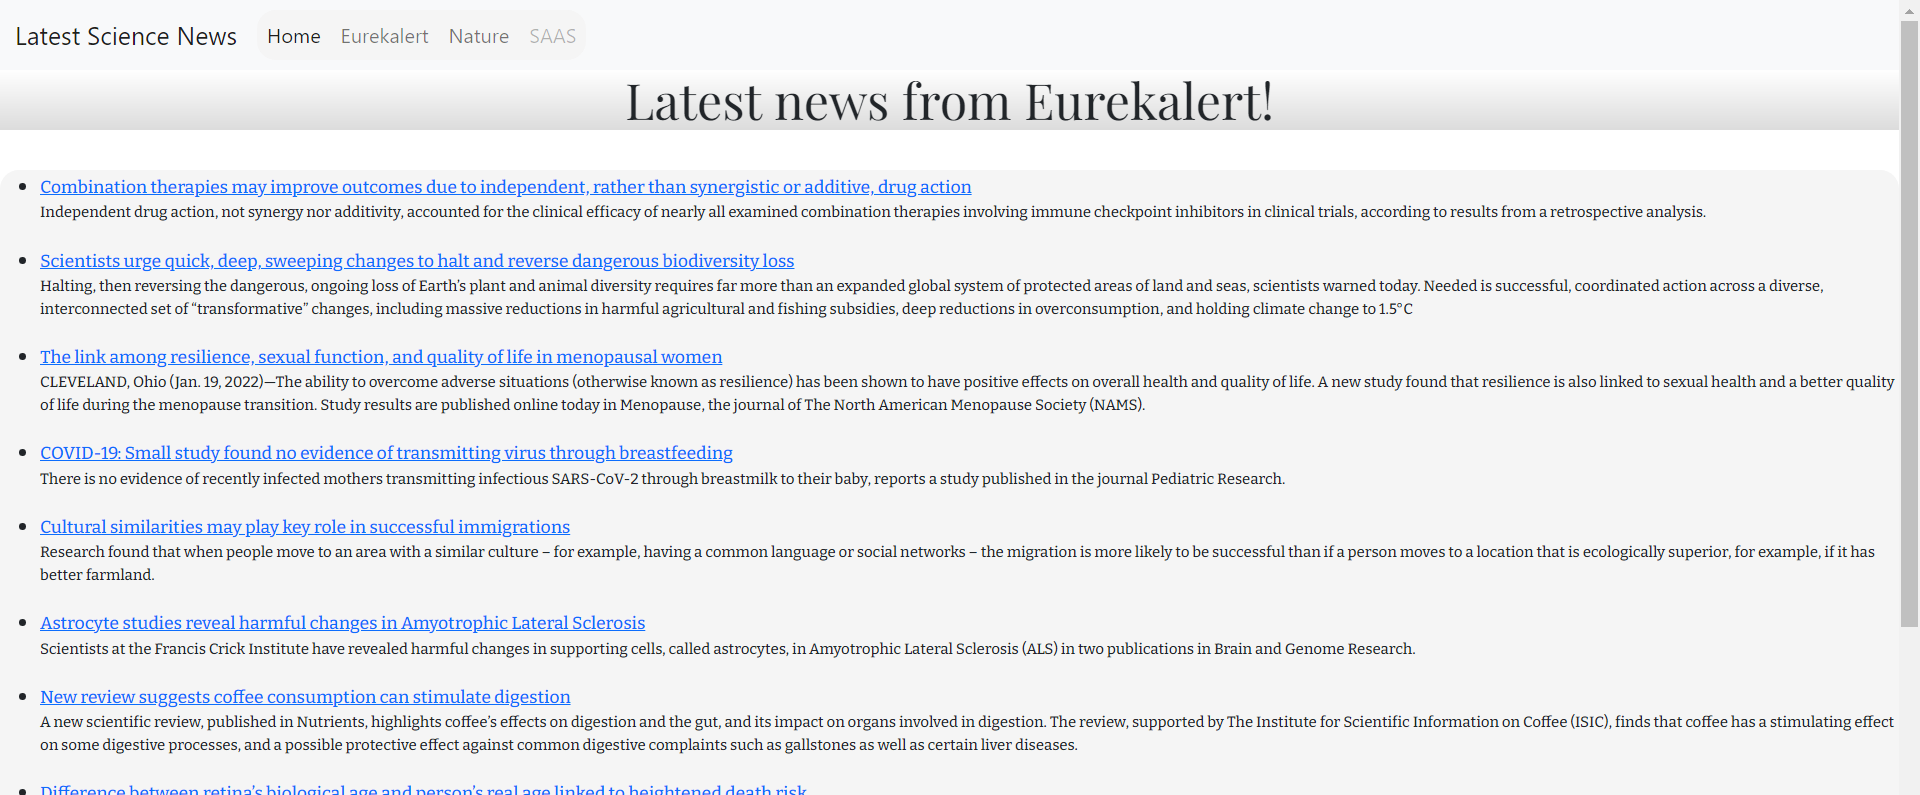 Latest Science News Home Eurekalert Nature SAAS
Latest news from Eurekalert!
Combination therapies may improve outcomes due to independent, rather than synergistic or additive, drug action
Independent drug action, not synergy nor additivity, accounted for the clinical efficacy of nearly all examined combination therapies involving immune checkpoint inhibitors in clinical trials, according to results from a retrospective analysis.
Scientists urge quick, deep, sweeping changes to halt and reverse dangerous biodiversity loss
Halting, then reversing the dangerous, ongoing loss of Earth’s plant and animal diversity requires far more than an expanded global system of protected areas of land and seas, scientists warned today. Needed is successful, coordinated action across a diverse,
interconnected set of “transformative” changes, including massive reductions in harmful agricultural and fishing subsidies, deep reductions in overconsumption, and holding climate change to 1.5°C
The link among resilience, sexual function, and quality of life in menopausal women
CLEVELAND, Ohio (Jan. 19, 2022)—The ability to overcome adverse situations (otherwise known as resilience) has been shown to have positive effects on overall health and quality of life. A new study found that resilience is also linked to sexual health and a better quality
of life during the menopause transition. Study results are published online today in Menopause, the journal of The North American Menopause Society (NAMS).
COVID-19: Small study found no evidence of transmitting virus through breastfeeding
There is no evidence of recently infected mothers transmitting infectious SARS-CoV-2 through breastmilk to their baby, reports a study published in the journal Pediatric Research.
Cultural similarities may play key role in successful immigrations
Research found that when people move to an area with a similar culture – for example, having a common language or social networks – the migration is more likely to be successful than if a person moves to a location that is ecologically superior, for example, if it has
better farmland.
Astrocyte studies reveal harmful changes in Amyotrophic Lateral Sclerosis
Scientists at the Francis Crick Institute have revealed harmful changes in supporting cells, called astrocytes, in Amyotrophic Lateral Sclerosis (ALS) in two publications in Brain and Genome Research.
New review suggests coffee consumption can stimulate digestion
A new scientific review, published in Nutrients, highlights coffee’s effects on digestion and the gut, and its impact on organs involved in digestion. The review, supported by The Institute for Scientific Information on Coffee (ISIC), finds that coffee has a stimulating effect
on some digestive processes, and a possible protective effect against common digestive complaints such as gallstones as well as certain liver diseases.
Difference between retina’s biological age and person’s real age linked to heightened death risk